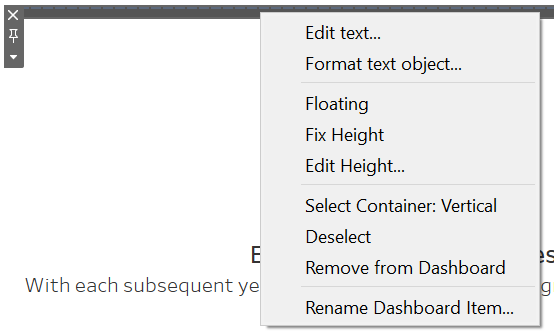 Edit text...
Format text object...
Floating
Fix Height
Edit Height...
Select Container: Vertical
Deselect
Remove from Dashboard
With each subsequent
Rename Dashboard Item...